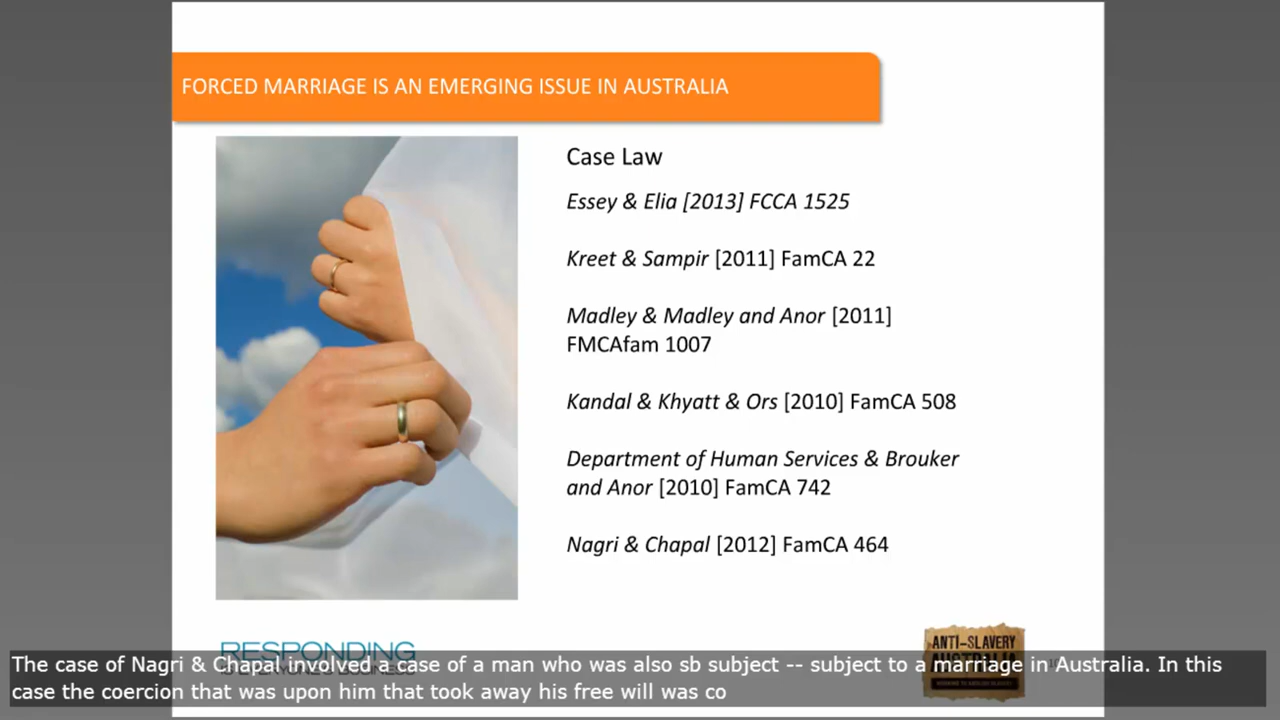 FORCED MARRIAGE IS AN EMERGING ISSUE IN AUSTRALIA
Case Law
Essey & Elia [2013] FCCA 1525
Kreet & Sampir [2011] FamCA 22
Madley & Madley and Anor [2011]
FMCAfam 1007
Kandal & Khyatt & Ors [2010] FamCA 508
Department of Human Services & Brouker
and Anor [2010] FamCA 742
Nagri & Chapal [2012] FamCA 464
RESPONDING
ANTI-SLAVERY
The case of Nagri & Chapal involved a case of a man who was also sb subject -- subject to a marriage in Australia. In this
case the coercion that was upon him that took away his free will was co